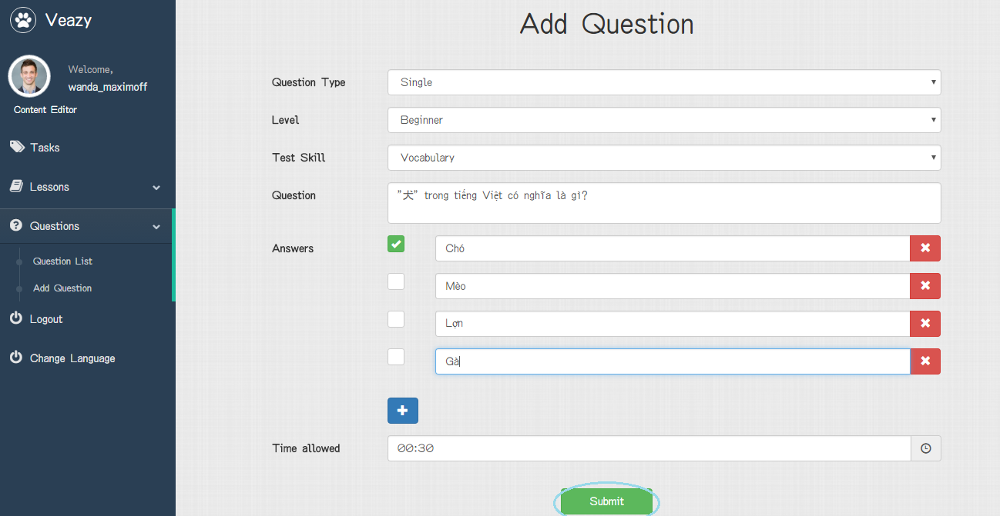 Veazy
Add Question
Welcome,
wanda_maximoff
Content Editor
Tasks
Lessons
Questions
Question List
Add Question
Logout
Change Language
Question Type
Single
Level
Beginner
Test Skill
Vocabulary
Question
"犬" trong tiếng Việt có nghĩa là gì?
Answers
Chó
Mèo
Lợn
Gà
Time allowed
00:30
Submit